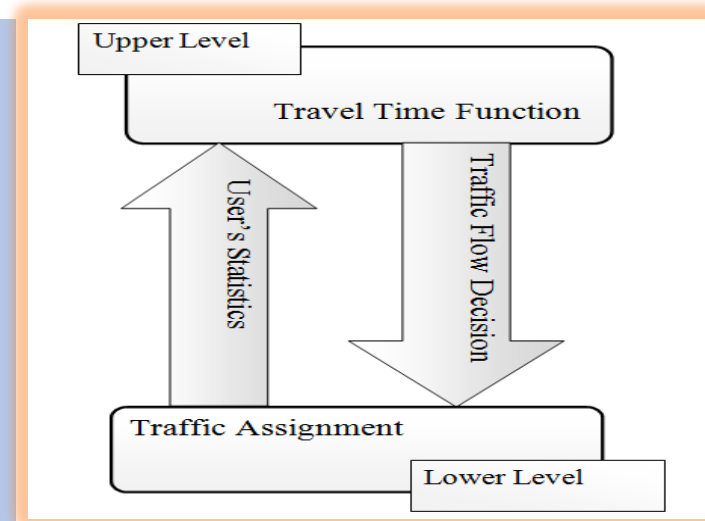 Upper Level
Travel Time Function
User's Statistics
Traffic Flow Decision
Traffic Assignment
Lower Level